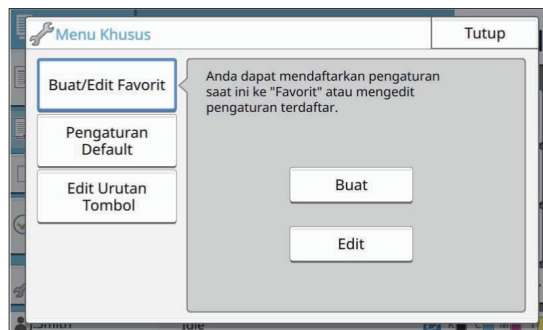 Menu Khusus
Tutup
Buat/Edit Favorit
Pengaturan
Default
Edit Urutan
Tombol
Anda dapat mendaftarkan pengaturan
saat ini ke "Favorit" atau mengedit
pengaturan terdaftar.
Buat
Edit